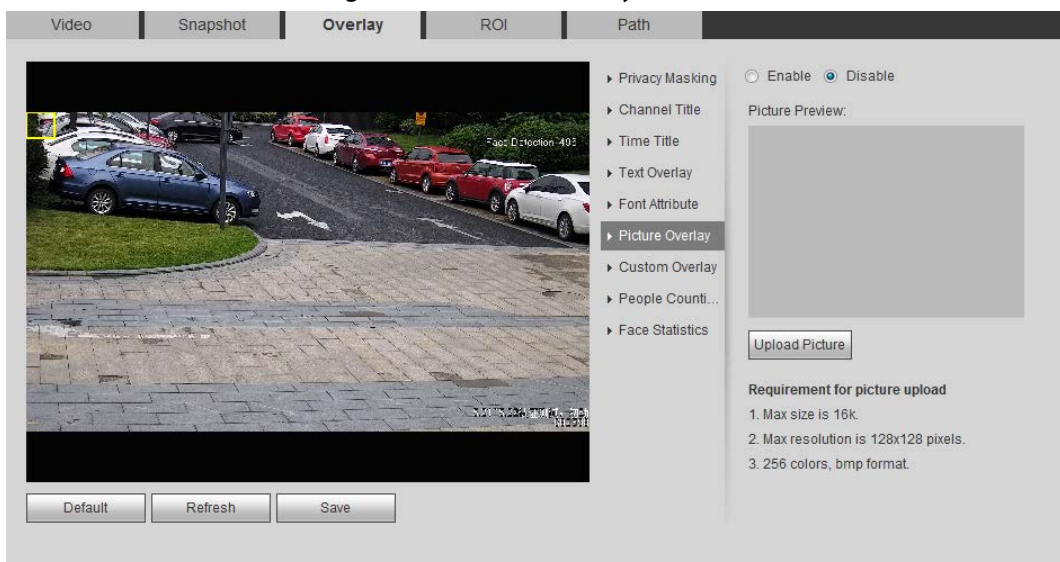 Video Snapshot Overlay ROI Path
Privacy Masking
Channel Title
Time Title
Text Overlay
Font Attribute
Picture Overlay
Custom Overlay
People Counti...
Face Statistics
Enable Disable
Picture Preview:
Upload Picture
Requirement for picture upload
1. Max size is 16k.
2. Max resolution is 128x128 pixels.
3. 256 colors, bmp format.
Face Detection
Default Refresh Save